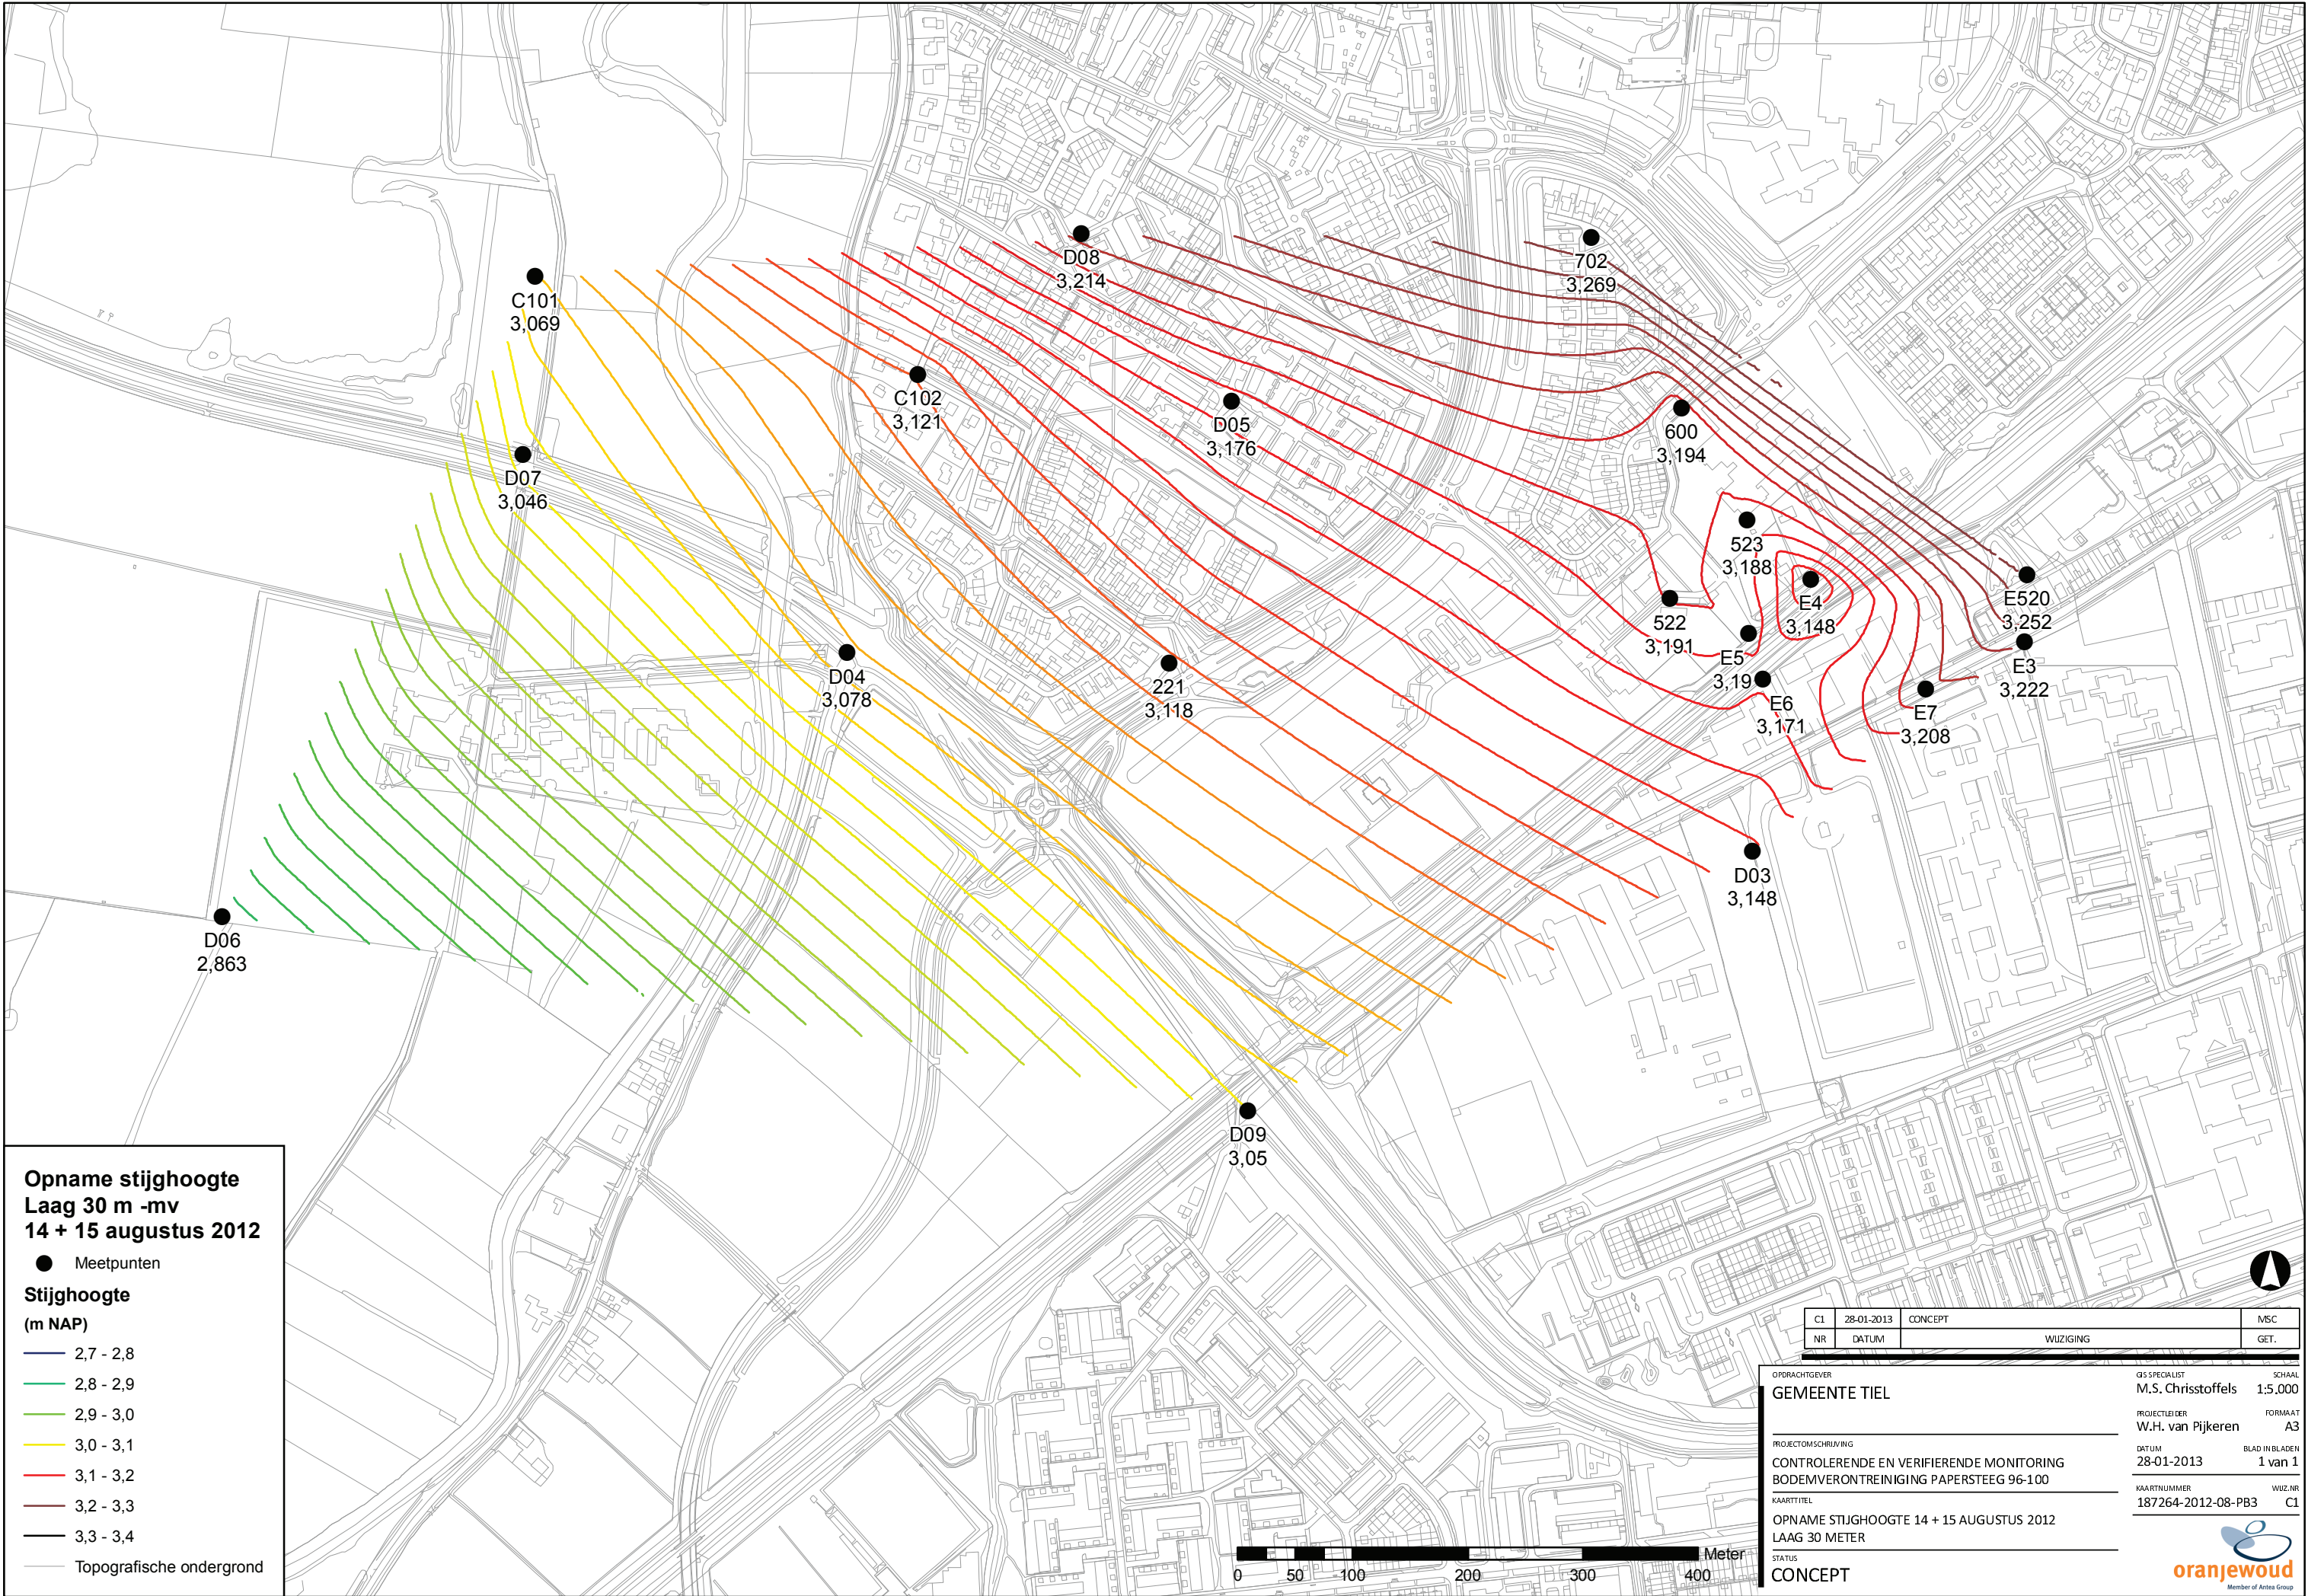 D08
3,214
702
3,269
C101
3,069
C102
3,121
D05
3,176
600
3,194
D07
3,046
523
3,188
E4
3,148
E520
3,252
522
3,191
E5
3,19
E3
3,222
D04
3,078
221
3,118
E6
3,171
E7
3,208
D03
3,148
D06
2,863
D09
3,05
Opname stijghoogte
Laag 30 m -mv
14 + 15 augustus 2012
Meetpunten
Stijghoogte
(m NAP)
2,7 - 2,8
2,8 - 2,9
2,9 - 3,0
3,0 - 3,1
3,1 - 3,2
3,2 - 3,3
3,3 - 3,4
Topografische ondergrond
Meter
0 50 100 200 300 400
C1 28-01-2013 CONCEPT MSC
NR DATUM WIJZIGING GET.
OPDRACHTGEVER
GEMEENTE TIEL
PROJECTOMSCHRIJVING
CONTROLERENDE EN VERIFIERENDE MONITORING
BODEMVERONTREINIGING PAPERSTEEG 96-100
KAARTTITEL
OPNAME STIJGHOOGTE 14 + 15 AUGUSTUS 2012
LAAG 30 METER
STATUS
CONCEPT
GIS SPECIALIST SCHAAL
M.S. Chrisstoffels 1:5.000
PROJECTLEIDER FORMAAT
W.H. van Pijkeren A3
DATUM BLAD IN BLADEN
28-01-2013 1 van 1
KAARTNUMMER WIJZ.NR
187264-2012-08-PB3 C1
oranjewoud
Member of Antea Group